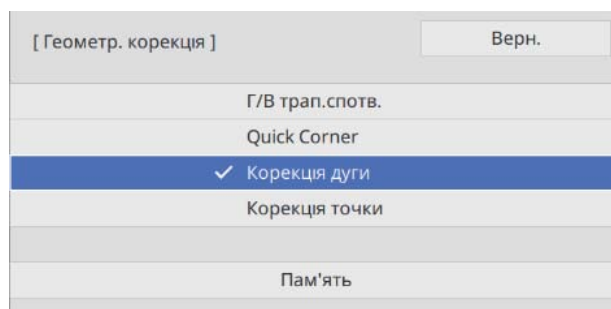 [ Геометр. корекція ]
Верн.
Г/В трап.спотв.
Quick Corner
Корекція дуги
Корекція точки
Пам'ять